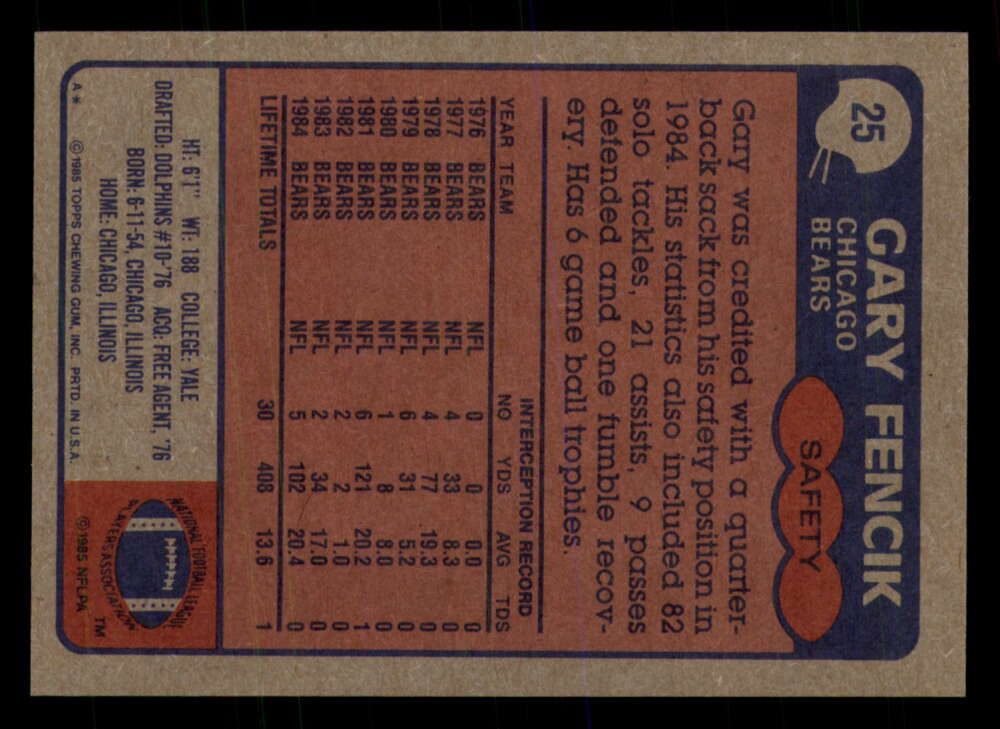 25
GARY FENCIK
CHICAGO
BEARS
SAFETY
Gary was credited with a quarter-
back sack from his safety position in
1984. His statistics also included 82
solo tackles, 21 assists, 9 passes
defended and one fumble recov-
ery. Has 6 game ball trophies.
INTERCEPTION RECORD
YEAR TEAM NO YDS AVG TDS
1976 BEARS NFL 0 0 0.0 0
1977 BEARS NFL 4 33 8.3 0
1978 BEARS NFL 4 77 19.3 0
1979 BEARS NFL 6 31 5.2 0
1980 BEARS NFL 1 8 8.0 0
1981 BEARS NFL 6 121 20.2 1
1982 BEARS NFL 2 2 1.0 0
1983 BEARS NFL 2 34 17.0 0
1984 BEARS NFL 5 102 20.4 0
LIFETIME TOTALS 30 408 13.6 1
HT: 6'1" WT: 188 COLLEGE: YALE
DRAFTED: DOLPHINS #10-'76 ACQ: FREE AGENT, '76
BORN: 6-11-54, CHICAGO, ILLINOIS
HOME: CHICAGO, ILLINOIS
A* © 1985 TOPPS CHEWING GUM, INC. PRTD. IN U.S.A.
NATIONAL FOOTBALL LEAGUE
PLAYERS ASSOCIATION
TM
© 1985 NFLPA